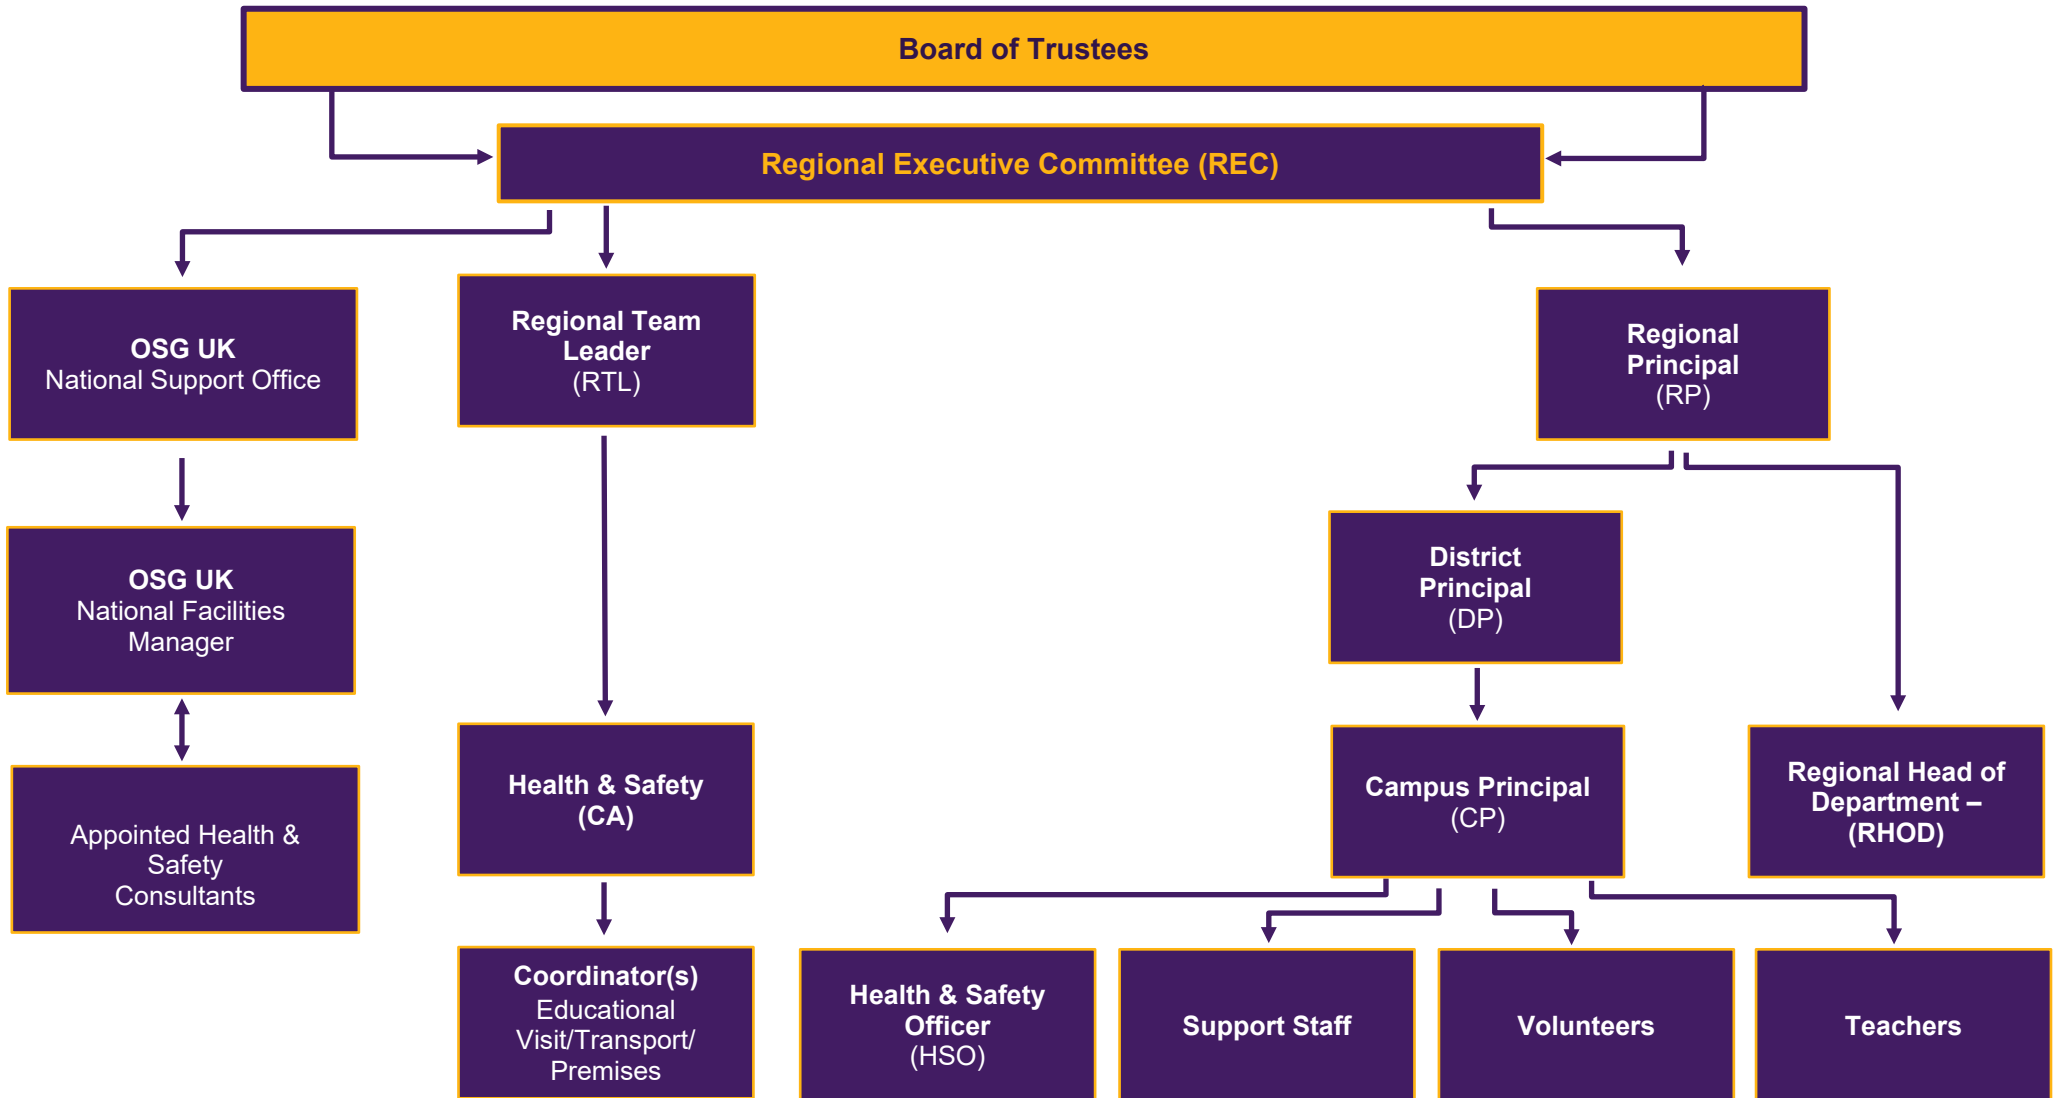 Board of Trustees
Regional Executive Committee (REC)
OSG UK
National Support Office
Regional Team
Leader
(RTL)
Regional
Principal
(RP)
OSG UK
National Facilities
Manager
District
Principal
(DP)
Appointed Health &
Safety
Consultants
Health & Safety
(CA)
Campus Principal
(CP)
Regional Head of
Department –
(RHOD)
Coordinator(s)
Educational
Visit/Transport/
Premises
Health & Safety
Officer
(HSO)
Support Staff
Volunteers
Teachers